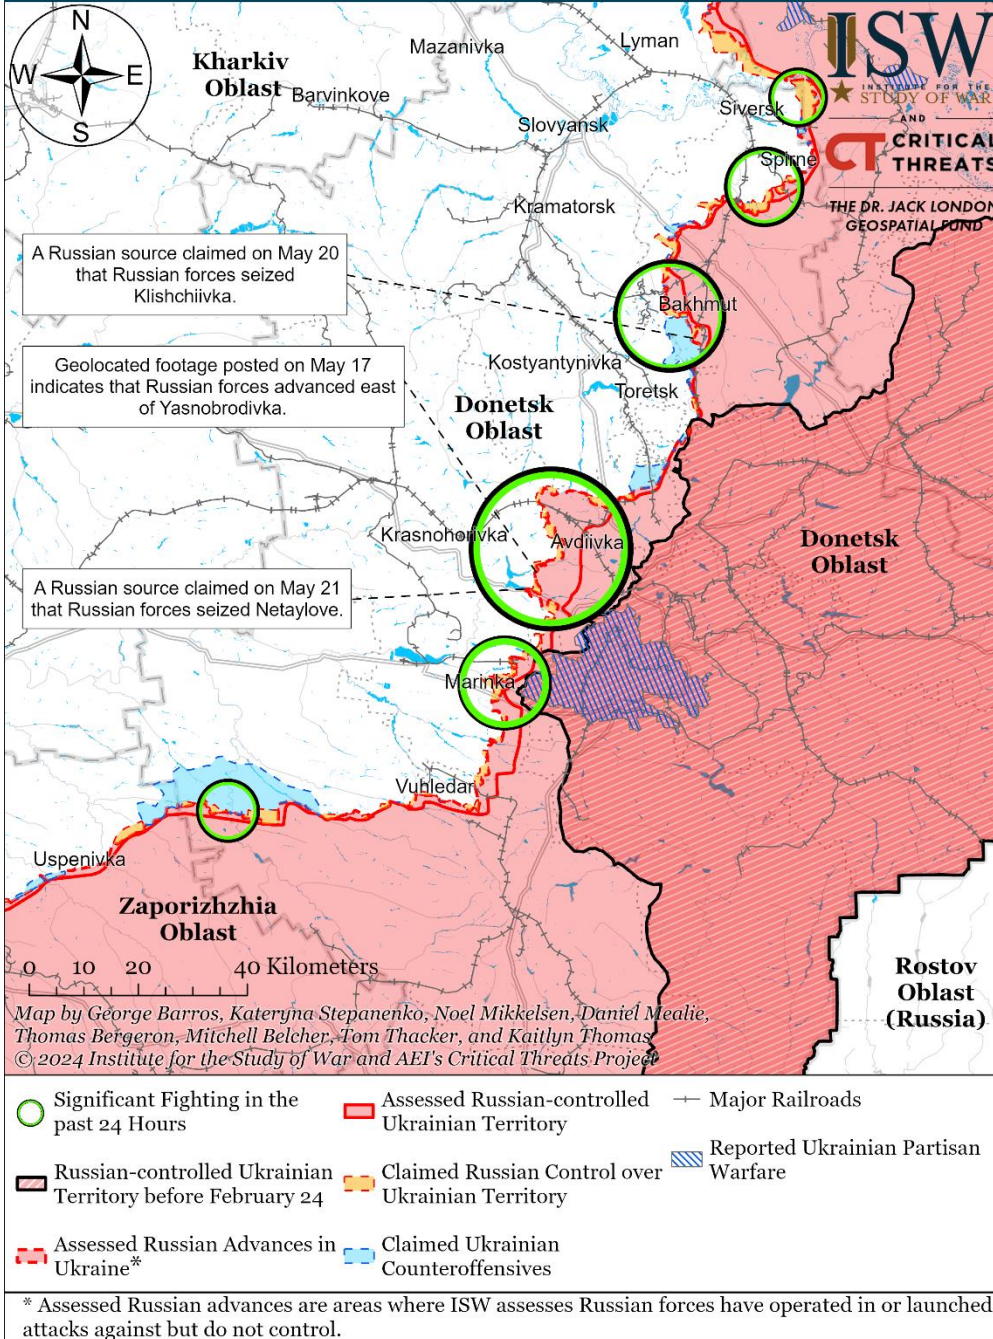 N
W
E
S
Kharkiv
Oblast
Mazanivka
Lyman
Barvinkove
Slovyansk
Siversk
Spirne
Kramatorsk
ISW
INSTITUTE FOR THE
STUDY OF WAR
AND
CT CRITICAL
THREATS
THE DR. JACK LONDON
GEOSPATIAL FUND
A Russian source claimed on May 20
that Russian forces seized
Klishchiivka.
Bakhmut
Geolocated footage posted on May 17
indicates that Russian forces advanced east
of Yasnobrodivka.
Kostyantynivka
Toretsk
Donetsk
Oblast
Krasnohorivka
Avdiivka
Donetsk
Oblast
A Russian source claimed on May 21
that Russian forces seized Netaylove.
Marinka
Vuhledar
Uspenivka
Zaporizhzhia
Oblast
Rostov
Oblast
(Russia)
0 10 20 40 Kilometers
Map by George Barros, Kateryna Stepanenko, Noel Mikkelsen, Daniel Mealie,
Thomas Bergeron, Mitchell Belcher, Tom Thacker, and Kaitlyn Thomas
© 2024 Institute for the Study of War and AEI's Critical Threats Project
Significant Fighting in the
past 24 Hours
Russian-controlled Ukrainian
Territory before February 24
Assessed Russian Advances in
Ukraine*
Assessed Russian-controlled
Ukrainian Territory
Claimed Russian Control over
Ukrainian Territory
Claimed Ukrainian
Counteroffensives
Major Railroads
Reported Ukrainian Partisan
Warfare
* Assessed Russian advances are areas where ISW assesses Russian forces have operated in or launched
attacks against but do not control.